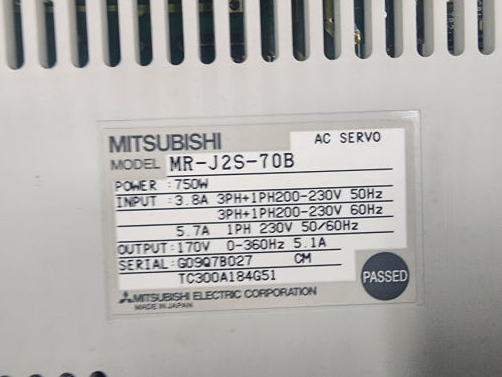 MITSUBISHI
AC SERVO
MODEL MR-J2S-70B
POWER :750W
INPUT :3.8A 3PH+1PH200-230V 50Hz
3PH+1PH200-230V 60Hz
5.7A 1PH 230V 50/60Hz
OUTPUT:170V 0-360Hz 5.1A
SERIAL:G09Q7B027 CM
TC300A184G51
PASSED
MITSUBISHI ELECTRIC CORPORATION
MADE IN JAPAN